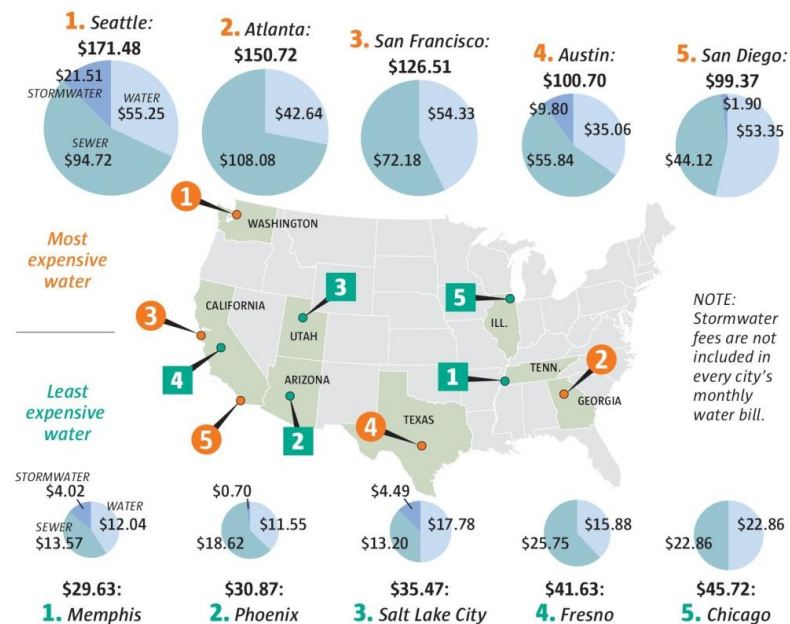 1. Seattle:
$171.48
$21.51
STORMWATER
WATER
$55.25
SEWER
$94.72
2. Atlanta:
$150.72
$42.64
$108.08
3. San Francisco:
$126.51
$54.33
$72.18
4. Austin:
$100.70
$9.80
$35.06
$55.84
5. San Diego:
$99.37
$1.90
$53.35
$44.12
Most
expensive
water
Least
expensive
water
1
WASHINGTON
3
CALIFORNIA
4
5
3
UTAH
ARIZONA
2
TEXAS
4
5
ILL.
1
TENN.
2
GEORGIA
NOTE:
Stormwater
fees are not
included in
every city's
monthly
water bill.
STORMWATER
$4.02
WATER
$12.04
SEWER
$13.57
$29.63:
1. Memphis
$0.70
$11.55
$18.62
$30.87:
2. Phoenix
$4.49
$17.78
$13.20
$35.47:
3. Salt Lake City
$15.88
$25.75
$41.63:
4. Fresno
$22.86
$22.86
$45.72:
5. Chicago